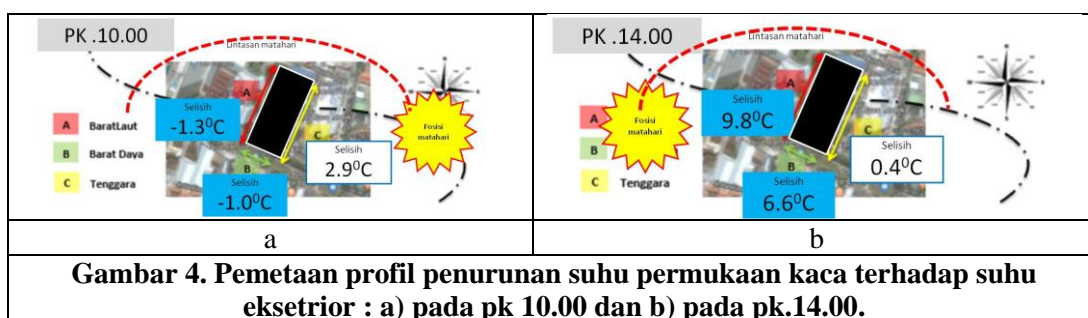 PK .10.00
Lintasan matahari
A
Selisih
-1.3⁰C
Posisi
matahari
A BaratLaut
B Barat Daya
C Tenggara
C
Selisih
2.9⁰C
B
Selisih
-1.0⁰C
a
PK .14.00
Lintasan matahari
A
Selisih
9.8⁰C
Posisi
matahari
A
B
C Tenggara
C
Selisih
0.4⁰C
B
Selisih
6.6⁰C
b
Gambar 4. Pemetaan profil penurunan suhu permukaan kaca terhadap suhu
eksetrior : a) pada pk 10.00 dan b) pada pk.14.00.